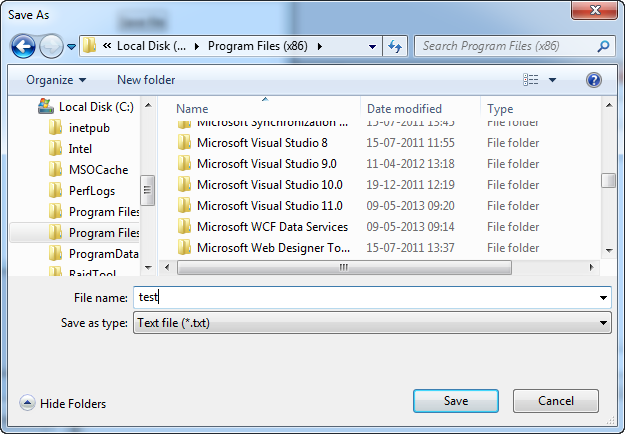 Save As
« Local Disk (... Program Files (x86)
Search Program Files (x86)
Organize New folder
Name Date modified Type
Local Disk (C:)
inetpub
Intel
MSOCache
PerfLogs
Program Files
Program Files
ProgramData
RaidTool
Microsoft Synchronization ... 15-07-2011 13:45 File folder
Microsoft Visual Studio 8 15-07-2011 11:55 File folder
Microsoft Visual Studio 9.0 11-04-2012 13:18 File folder
Microsoft Visual Studio 10.0 19-12-2011 12:19 File folder
Microsoft Visual Studio 11.0 09-05-2013 09:20 File folder
Microsoft WCF Data Services 09-05-2013 09:14 File folder
Microsoft Web Designer To... 15-07-2011 13:37 File folder
File name: test
Save as type: Text file (*.txt)
Hide Folders
Save Cancel